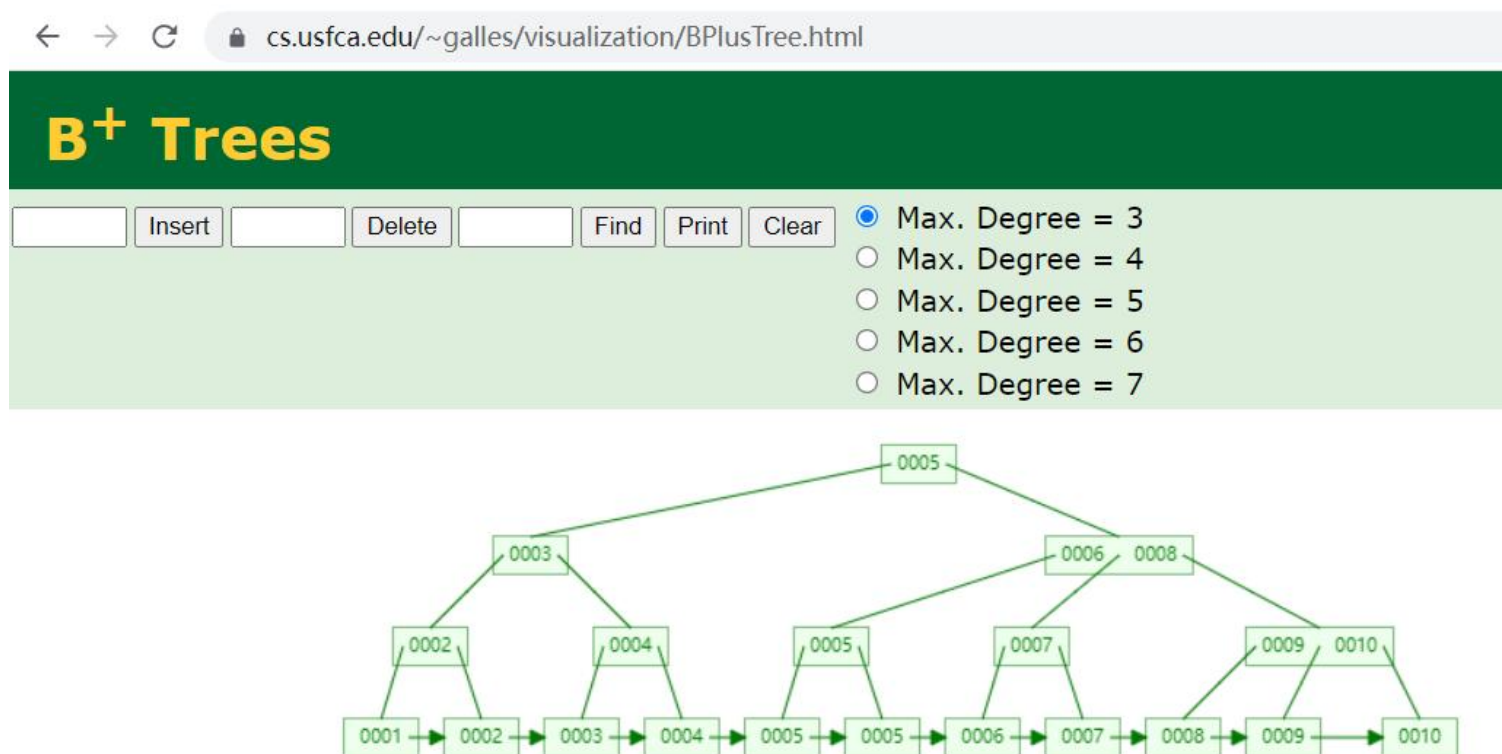 cs.usfca.edu/~galles/visualization/BPlusTree.html
B+ Trees
Insert Delete Find Print Clear Max. Degree = 3
Max. Degree = 4
Max. Degree = 5
Max. Degree = 6
Max. Degree = 7
0005
0003 0006 0008
0002 0004 0005 0007 0009 0010
0001 0002 0003 0004 0005 0005 0006 0007 0008 0009 0010